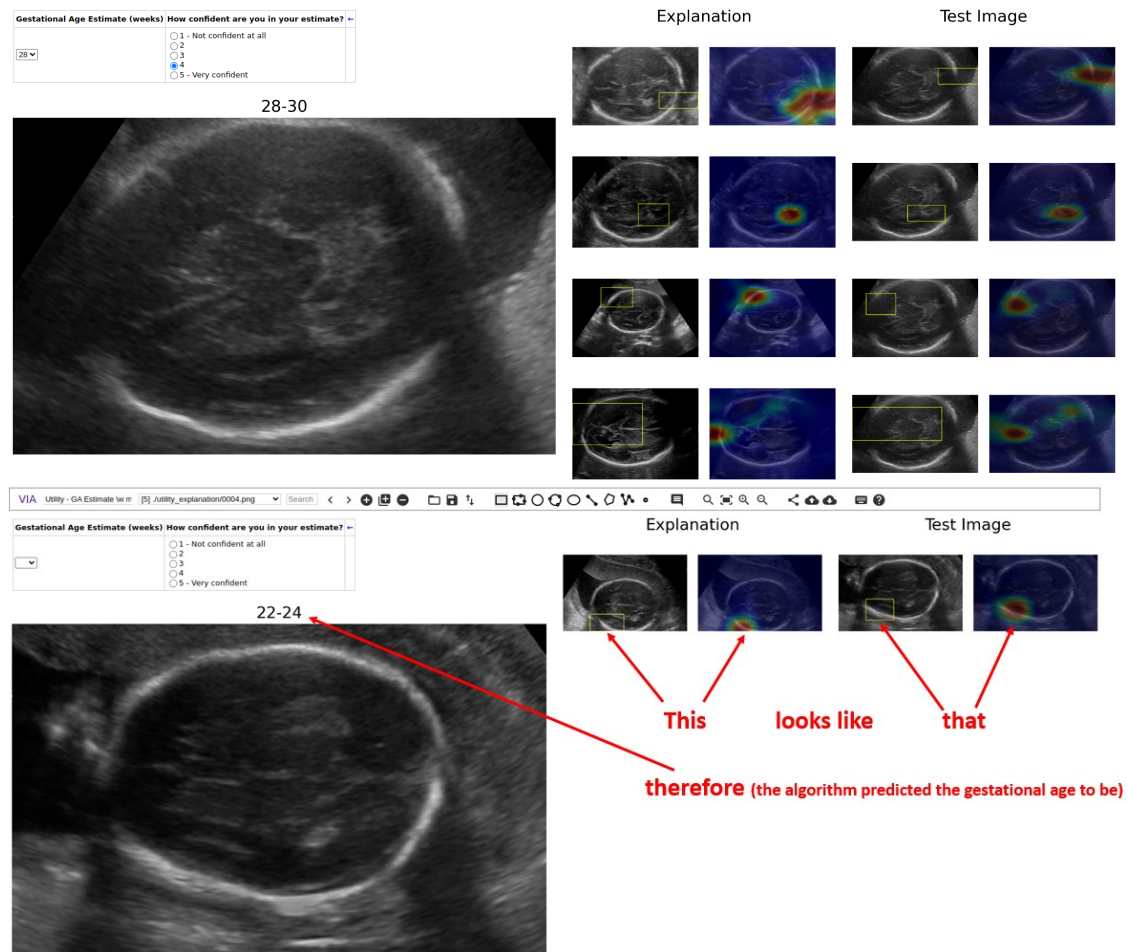 Gestational Age Estimate (weeks) How confident are you in your estimate? ←
28
1 - Not confident at all
2
3
4
5 - Very confident
28-30
Explanation Test Image
VIA Utility - GA Estimate \w m [5] ./utility_explanation/0004.png Search
Gestational Age Estimate (weeks) How confident are you in your estimate? ←
1 - Not confident at all
2
3
4
5 - Very confident
22-24
Explanation Test Image
This looks like that
therefore (the algorithm predicted the gestational age to be)